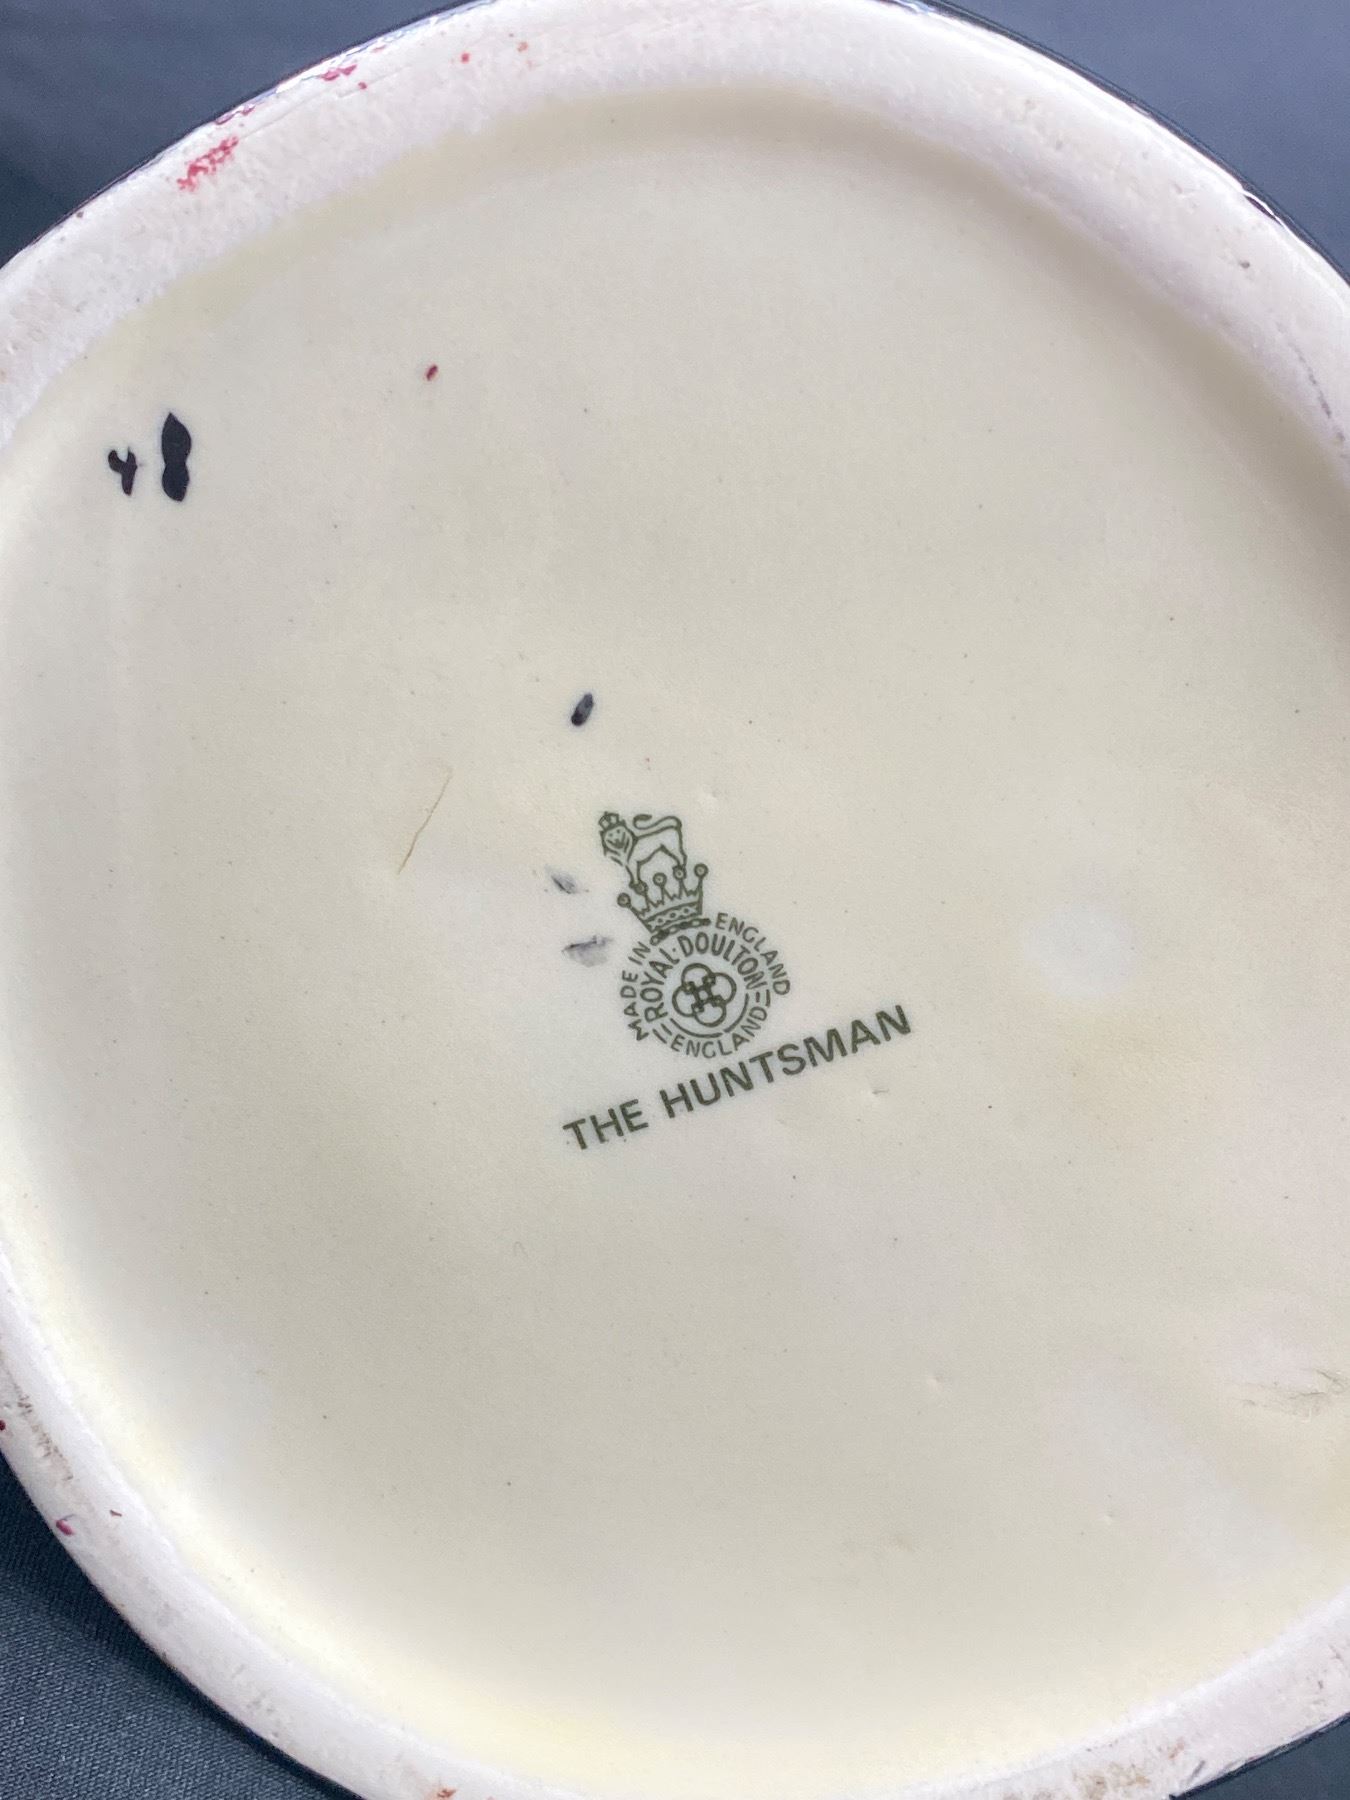 MADE IN ENGLAND
ROYAL·DOULTON
ENGLAND
THE HUNTSMAN